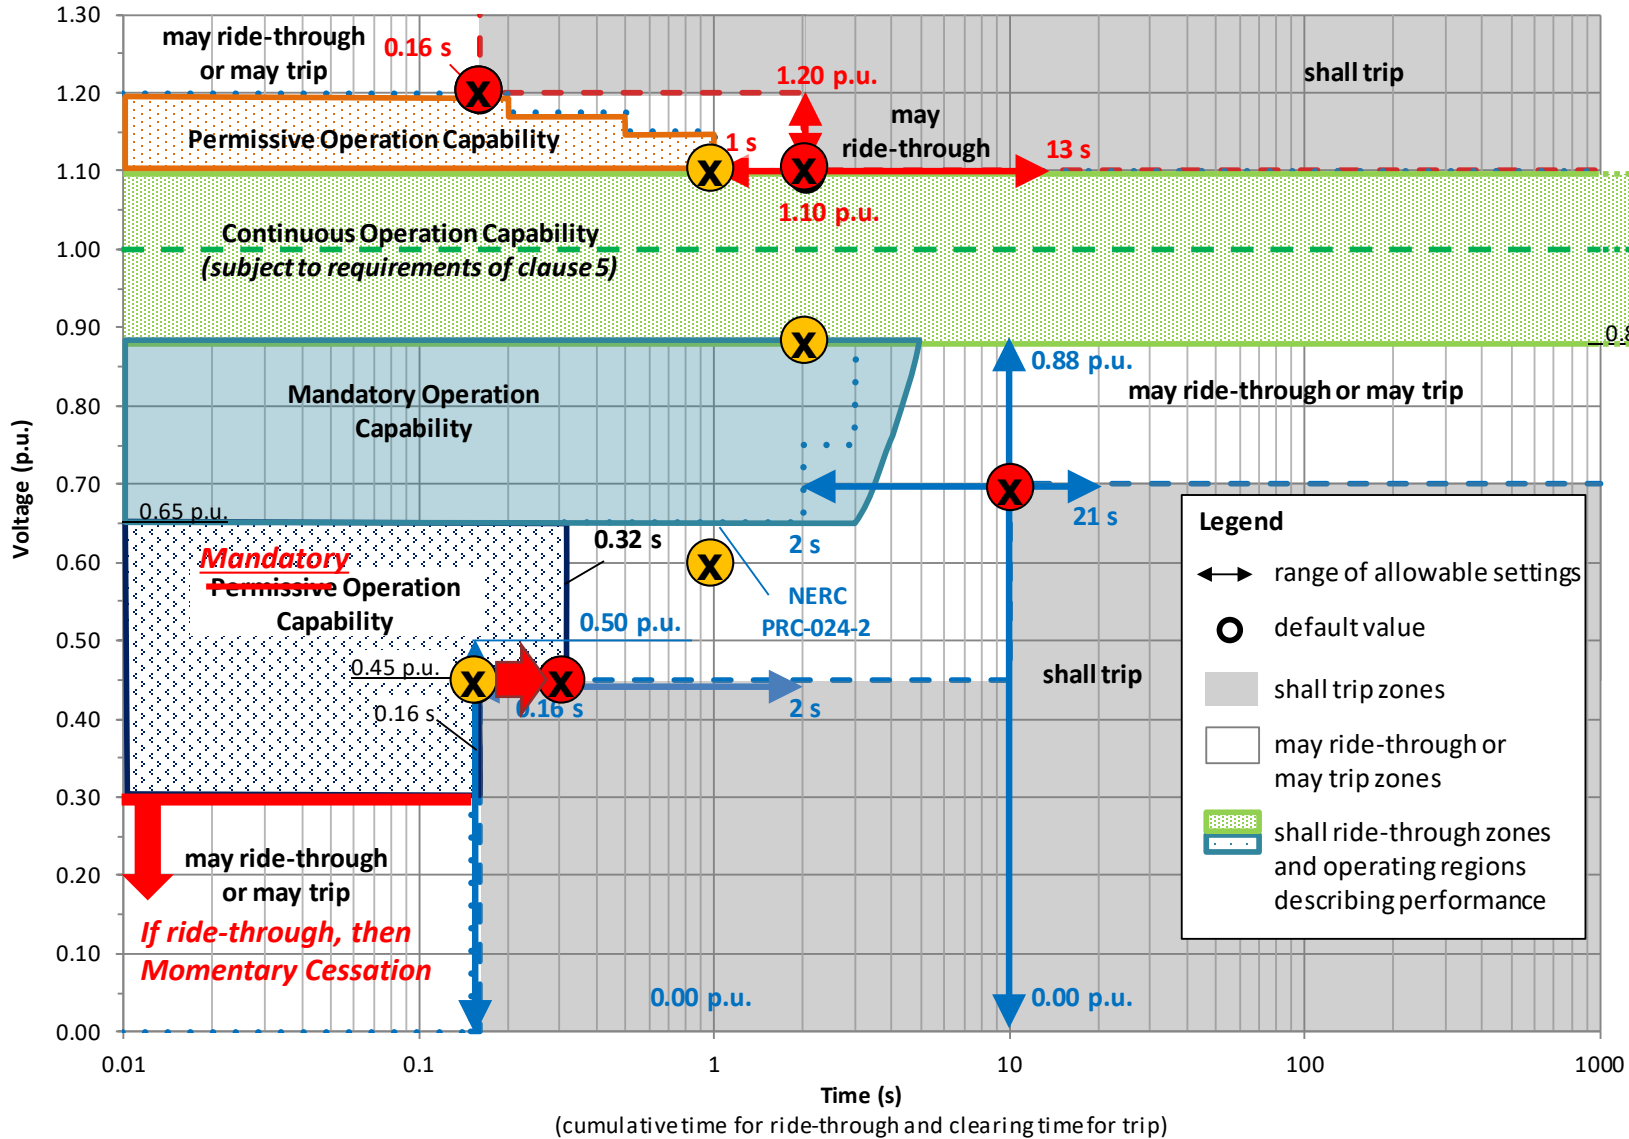 1.30
1.20
1.10
1.00
0.90
0.80
0.70
0.60
0.50
0.40
0.30
0.20
0.10
0.00
Voltage (p.u.)
0.01
0.1
1
10
100
1000
Time (s)
(cumulative time for ride-through and clearing time for trip)
may ride-through
or may trip
0.16 s
X
1.20 p.u.
shall trip
Permissive Operation Capability
may
ride-through
1 s
13 s
X
X
1.10 p.u.
Continuous Operation Capability
(subject to requirements of clause 5)
X
0.88 p.u.
Mandatory Operation
Capability
may ride-through or may trip
X
21 s
2 s
0.65 p.u.
0.32 s
Mandatory
Permissive Operation
Capability
X
NERC
PRC-024-2
0.50 p.u.
0.45 p.u.
X
X
0.16 s
0.16 s
2 s
shall trip
may ride-through
or may trip
If ride-through, then
Momentary Cessation
0.00 p.u.
0.00 p.u.
Legend
range of allowable settings
default value
shall trip zones
may ride-through or
may trip zones
shall ride-through zones
and operating regions
describing performance